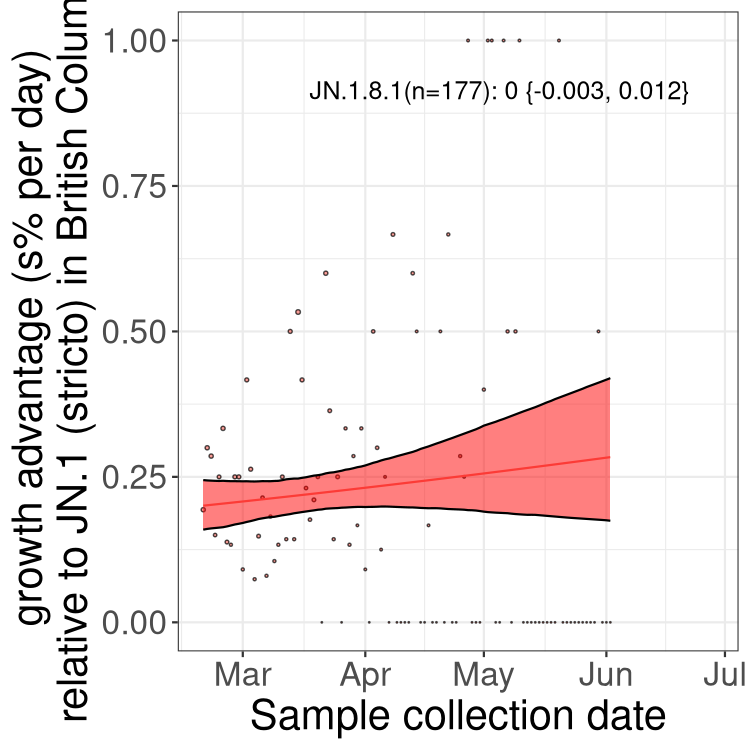 growth advantage (s% per day)
relative to JN.1 (stricto) in British Colum
1.00
0.75
0.50
0.25
0.00
JN.1.8.1(n=177): 0 {-0.003, 0.012}
Mar Apr May Jun Jul
Sample collection date